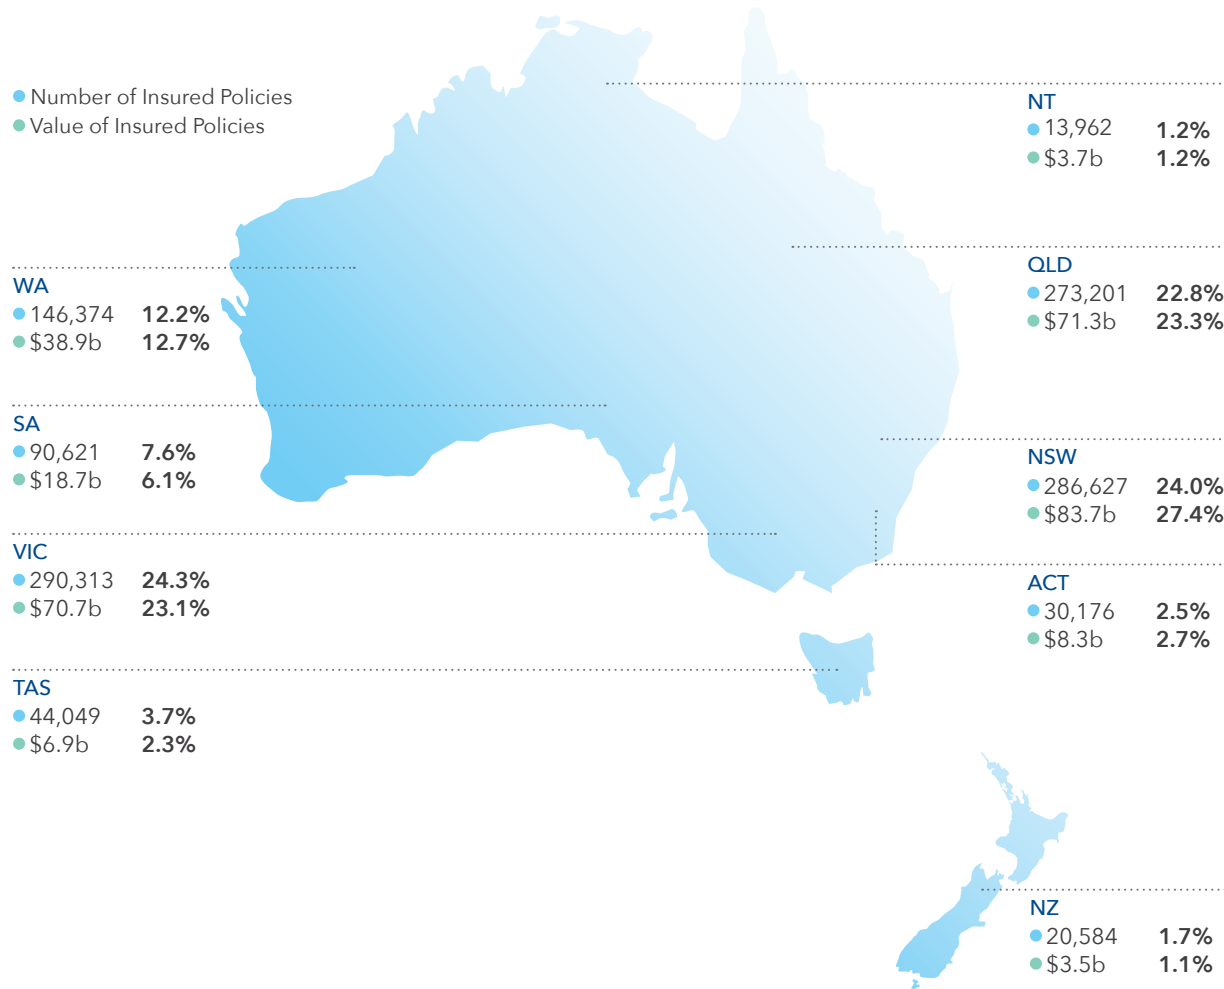 Number of Insured Policies
Value of Insured Policies
NT
13,962 1.2%
$3.7b 1.2%
QLD
273,201 22.8%
$71.3b 23.3%
WA
146,374 12.2%
$38.9b 12.7%
SA
90,621 7.6%
$18.7b 6.1%
NSW
286,627 24.0%
$83.7b 27.4%
VIC
290,313 24.3%
$70.7b 23.1%
ACT
30,176 2.5%
$8.3b 2.7%
TAS
44,049 3.7%
$6.9b 2.3%
NZ
20,584 1.7%
$3.5b 1.1%